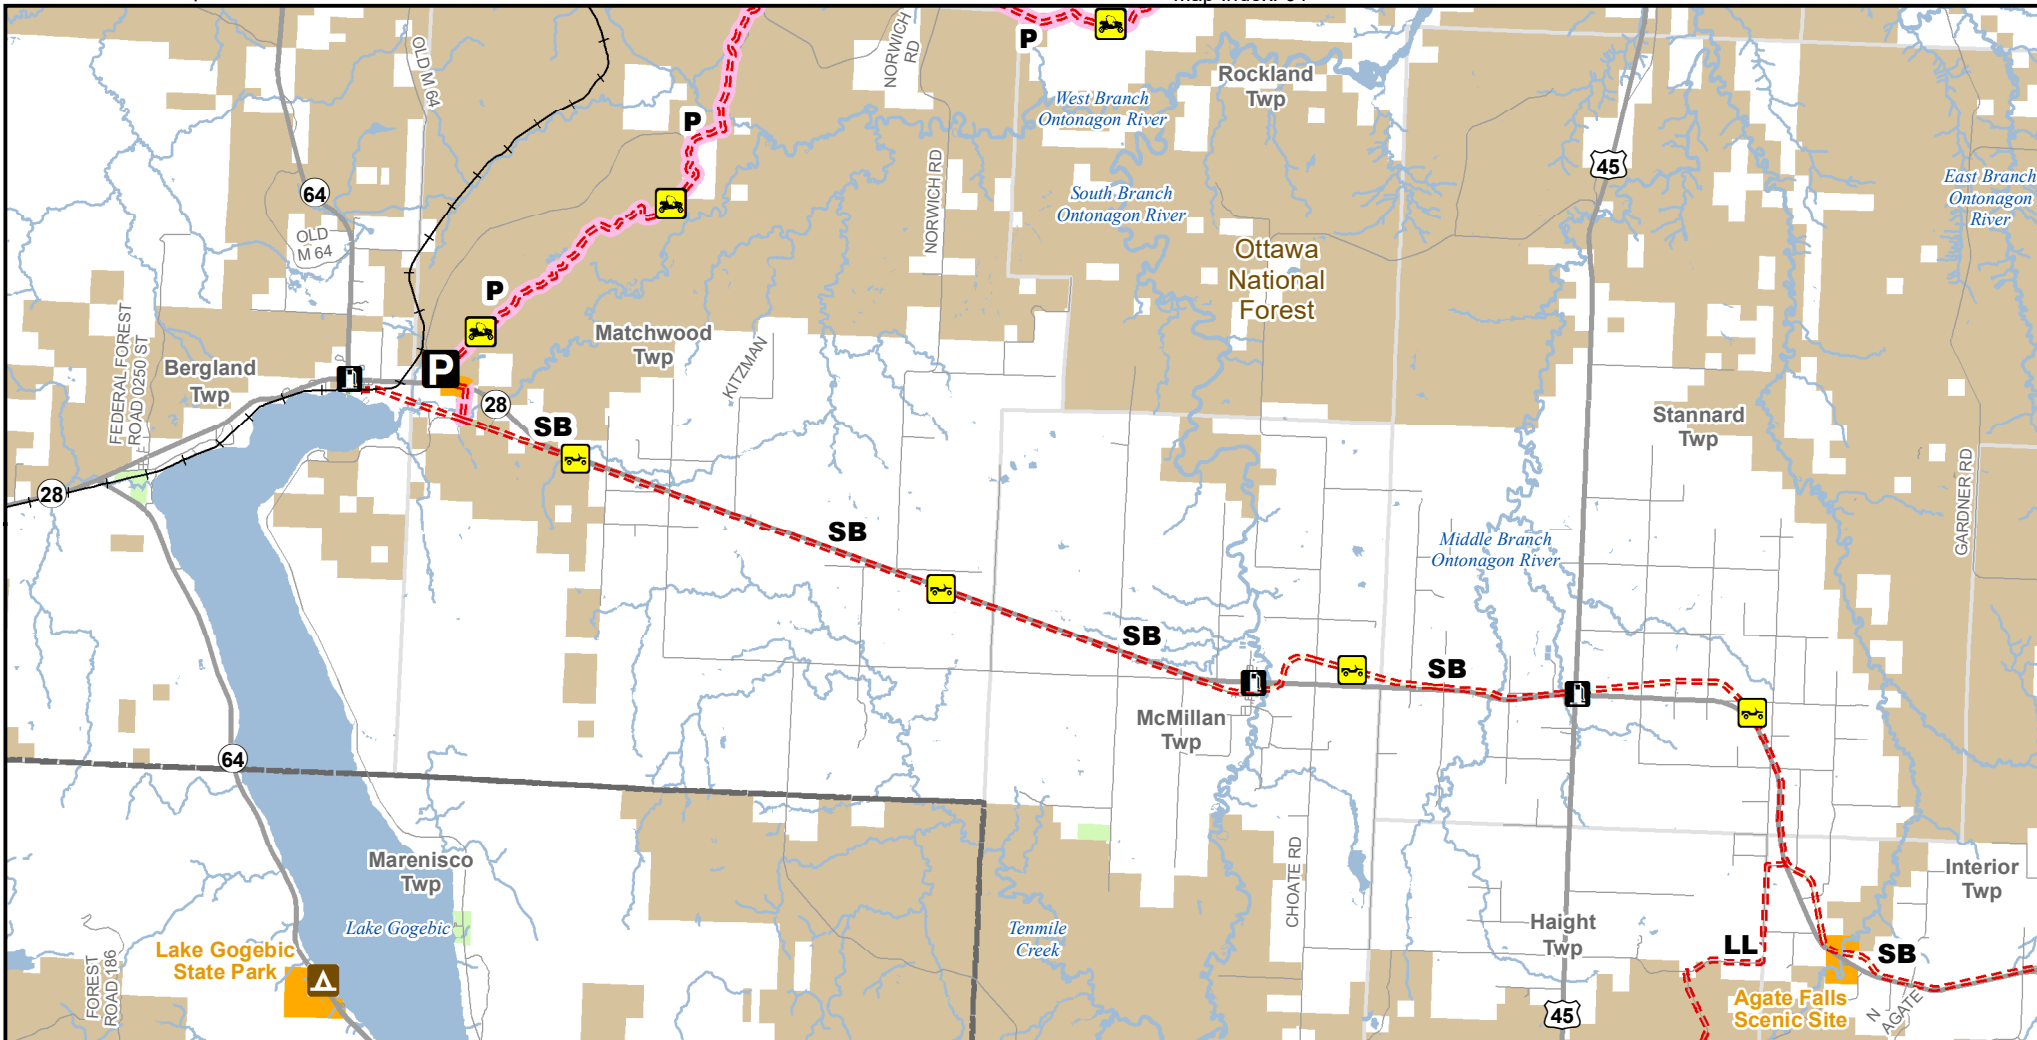 P
OLD M 64
NORWICH
RD
P
Rockland
Twp
West Branch
Ontonagon River
45
64
NORWICH RD
South Branch
Ontonagon River
East Branch
Ontonagon
River
OLD
M 64
Ottawa
National
Forest
P
FEDERAL FOREST
ROAD 0250 ST
Bergland
Twp
P
Matchwood
Twp
KITZMAN
28
SB
Stannard
Twp
28
SB
GARDNER RD
Middle Branch
Ontonagon River
SB
SB
McMillan
Twp
64
Marenisco
Twp
CHOATE RD
Interior
Twp
Lake Gogebic
Tenmile
Creek
Haight
Twp
LL
SB
Lake Gogebic
State Park
FOREST
ROAD 186
Agate Falls
Scenic Site
N
AGATE
45